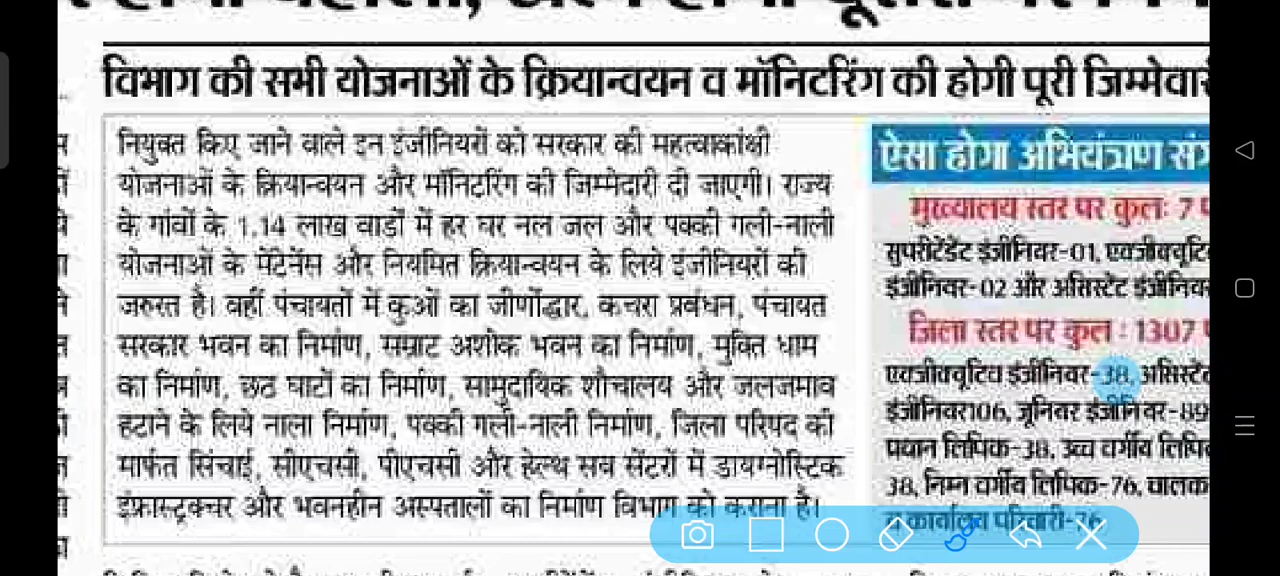 विभाग की सभी योजनाओं के क्रियान्वयन व मॉनिटरिंग की होगी पूरी
नियुक्त किए जाने वाले इन इंजीनियरों को सरकार की महत्वाकांक्षी
योजनाओं के क्रियान्वयन और मॉनिटरिंग की जिम्मेदारी दी जाएगी। राज्य
के गांवों के 1.14 लाख वार्डों में हर घर नल जल और पक्की गली-नाली
योजनाओं के मेंटेनेंस और नियमित क्रियान्वयन के लिये इंजीनियरों की
जरुरत है। वहीं पंचायतों में कुओं का जीर्णोद्धार, कचरा प्रबंधन, पंचायत
सरकार भवन का निर्माण, सम्राट अशोक भवन का निर्माण, मुक्ति धाम
का निर्माण, छठ घाटों का निर्माण, सामुदायिक शौचालय और जलजमाव
हटाने के लिये नाला निर्माण, पक्की गली-नाली निर्माण, जिला परिषद की
मार्फत सिंचाई, सीएचसी, पीएचसी और हेल्थ सब सेंटरों में डायग्नोस्टिक
इंफ्रास्ट्रक्चर और भवनहीन अस्पतालों का निर्माण विभाग को कराना है।
ऐसा होगा अभियंत्रण
मुख्यालय स्तर पर कुलः 7
सुपरीटेंडेंट इंजीनियर-01,
इंजीनियर- 02 और असिस्टेंट
जिला स्तर पर कुल : 1307
एक्जीक्यूटिव इंजीनियर-38,
इंजीनियर106, जूनियर इंजीनियर-89
प्रधान लिपिक-38, उच्च वर्गीय
38, निम्न वर्गीय लिपिक-76, चालक
व कार्यालय परिचारी-76